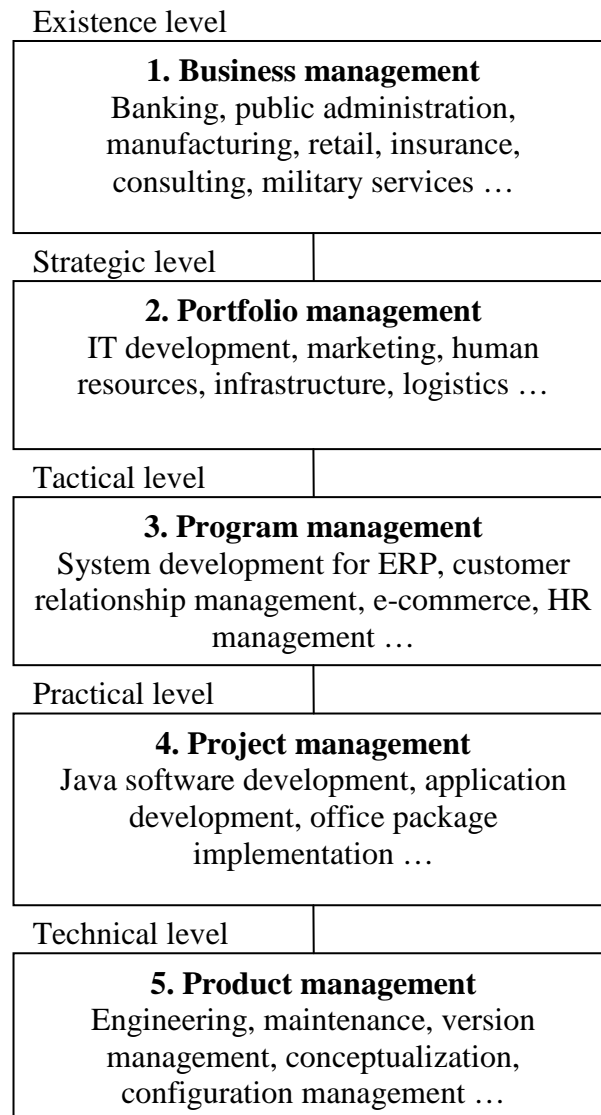 Existence level
1. Business management
Banking, public administration,
manufacturing, retail, insurance,
consulting, military services …
Strategic level
2. Portfolio management
IT development, marketing, human
resources, infrastructure, logistics …
Tactical level
3. Program management
System development for ERP, customer
relationship management, e-commerce, HR
management …
Practical level
4. Project management
Java software development, application
development, office package
implementation …
Technical level
5. Product management
Engineering, maintenance, version
management, conceptualization,
configuration management …